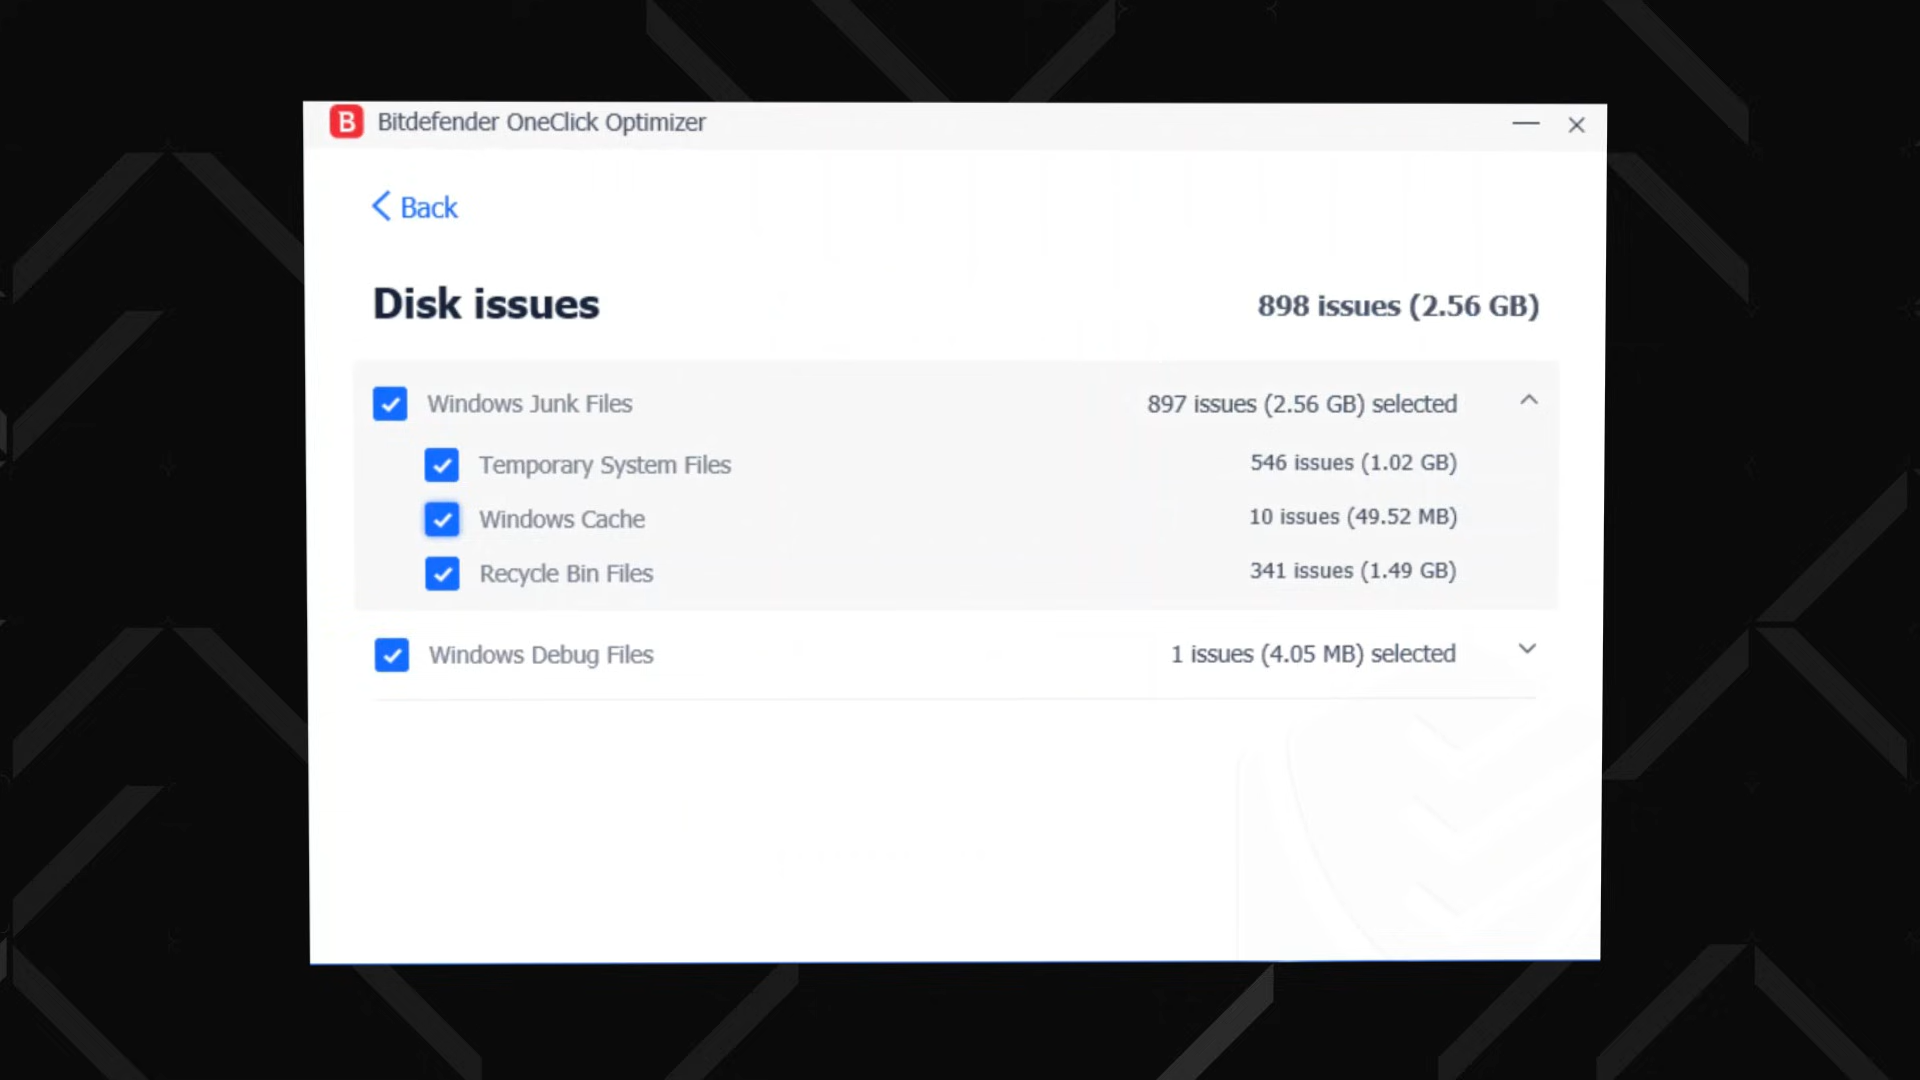 B Bitdefender OneClick Optimizer
Back
Disk issues 898 issues (2.56 GB)
Windows Junk Files 897 issues (2.56 GB) selected
Temporary System Files 546 issues (1.02 GB)
Windows Cache 10 issues (49.52 MB)
Recycle Bin Files 341 issues (1.49 GB)
Windows Debug Files 1 issues (4.05 MB) selected